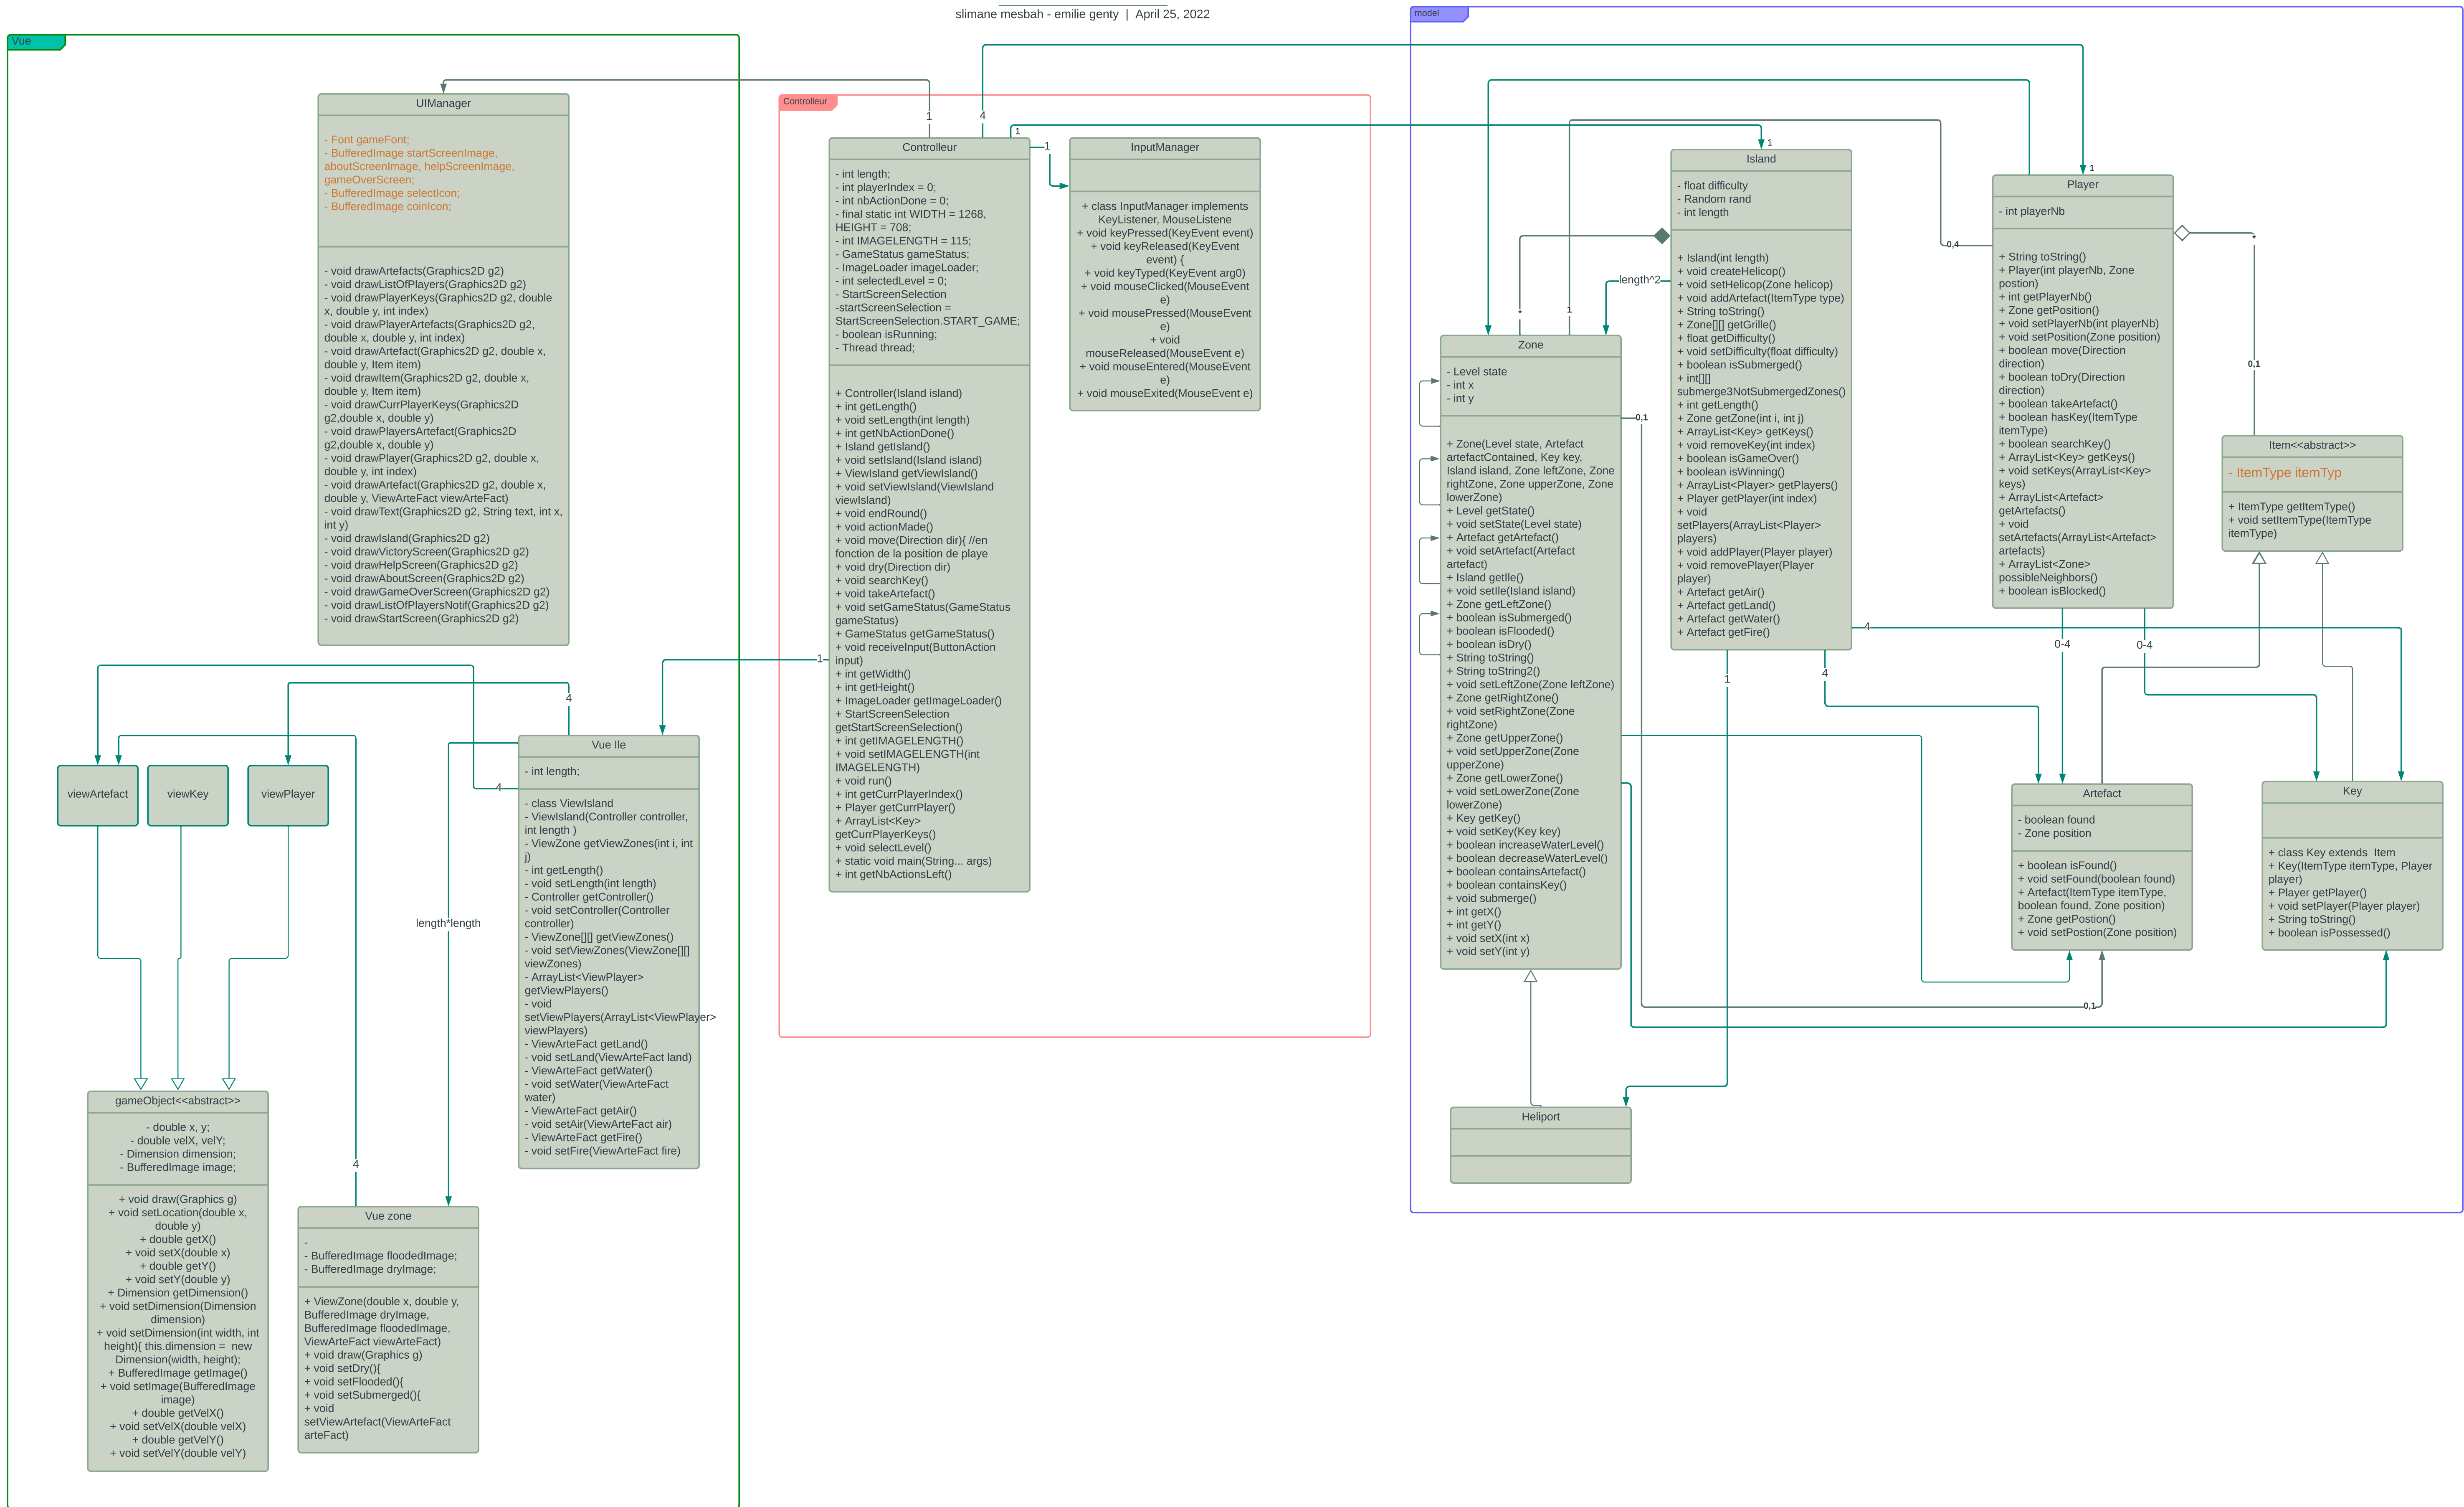 slimane mesbah - emilie genty  |  April 25, 2022
Vue
UIManager
- Font gameFont;
- BufferedImage startScreenImage,
aboutScreenImage, helpScreenImage,
gameOverScreen;
- BufferedImage selectIcon;
- BufferedImage coinIcon;
- void drawArtefacts(Graphics2D g2)
- void drawListOfPlayers(Graphics2D g2)
- void drawPlayerKeys(Graphics2D g2, double
x, double y, int index)
- void drawPlayerArtefacts(Graphics2D g2,
double x, double y, int index)
- void drawArtefact(Graphics2D g2, double x,
double y, Item item)
- void drawItem(Graphics2D g2, double x,
double y, Item item)
- void drawCurrPlayerKeys(Graphics2D
g2,double x, double y)
- void drawPlayersArtefact(Graphics2D
g2,double x, double y)
- void drawPlayer(Graphics2D g2, double x,
double y, int index)
- void drawArtefact(Graphics2D g2, double x,
double y, ViewArteFact viewArteFact)
- void drawText(Graphics2D g2, String text, int x,
int y)
- void drawIsland(Graphics2D g2)
- void drawVictoryScreen(Graphics2D g2)
- void drawHelpScreen(Graphics2D g2)
- void drawAboutScreen(Graphics2D g2)
- void drawGameOverScreen(Graphics2D g2)
- void drawListOfPlayersNotif(Graphics2D g2)
- void drawStartScreen(Graphics2D g2)
4
4
viewArtefact
viewKey
viewPlayer
Vue Ile
- int length;
- class ViewIsland
- ViewIsland(Controller controller,
int length )
- ViewZone getViewZones(int i, int
j)
- int getLength()
- void setLength(int length)
- Controller getController()
- void setController(Controller
controller)
- ViewZone[][] getViewZones()
- void setViewZones(ViewZone[][]
viewZones)
- ArrayList<ViewPlayer>
getViewPlayers()
- void
setViewPlayers(ArrayList<ViewPlayer>
viewPlayers)
- ViewArteFact getLand()
- void setLand(ViewArteFact land)
- ViewArteFact getWater()
- void setWater(ViewArteFact
water)
- ViewArteFact getAir()
- void setAir(ViewArteFact air)
- ViewArteFact getFire()
- void setFire(ViewArteFact fire)
length*length
4
gameObject<<abstract>>
- double x, y;
- double velX, velY;
- Dimension dimension;
- BufferedImage image;
+ void draw(Graphics g)
+ void setLocation(double x,
double y)
+ double getX()
+ void setX(double x)
+ double getY()
+ void setY(double y)
+ Dimension getDimension()
+ void setDimension(Dimension
dimension)
+ void setDimension(int width, int
height){ this.dimension =  new
Dimension(width, height);
+ BufferedImage getImage()
+ void setImage(BufferedImage
image)
+ double getVelX()
+ void setVelX(double velX)
+ double getVelY()
+ void setVelY(double velY)
Vue zone
-
- BufferedImage floodedImage;
- BufferedImage dryImage;
+ ViewZone(double x, double y,
BufferedImage dryImage,
BufferedImage floodedImage,
ViewArteFact viewArteFact)
+ void draw(Graphics g)
+ void setDry(){
+ void setFlooded(){
+ void setSubmerged(){
+ void
setViewArtefact(ViewArteFact
arteFact)
Controlleur
1
4
1
1
1
Controlleur
- int length;
- int playerIndex = 0;
- int nbActionDone = 0;
- final static int WIDTH = 1268,
HEIGHT = 708;
- int IMAGELENGTH = 115;
- GameStatus gameStatus;
- ImageLoader imageLoader;
- int selectedLevel = 0;
- StartScreenSelection
-startScreenSelection =
StartScreenSelection.START_GAME;
- boolean isRunning;
- Thread thread;
+ Controller(Island island)
+ int getLength()
+ void setLength(int length)
+ int getNbActionDone()
+ Island getIsland()
+ void setIsland(Island island)
+ ViewIsland getViewIsland()
+ void setViewIsland(ViewIsland
viewIsland)
+ void endRound()
+ void actionMade()
+ void move(Direction dir){ //en
fonction de la position de playe
+ void dry(Direction dir)
+ void searchKey()
+ void takeArtefact()
+ void setGameStatus(GameStatus
gameStatus)
+ GameStatus getGameStatus()
+ void receiveInput(ButtonAction
input)
+ int getWidth()
+ int getHeight()
+ ImageLoader getImageLoader()
+ StartScreenSelection
getStartScreenSelection()
+ int getIMAGELENGTH()
+ void setIMAGELENGTH(int
IMAGELENGTH)
+ void run()
+ int getCurrPlayerIndex()
+ Player getCurrPlayer()
+ ArrayList<Key>
getCurrPlayerKeys()
+ void selectLevel()
+ static void main(String... args)
+ int getNbActionsLeft()
InputManager
+ class InputManager implements
KeyListener, MouseListene
+ void keyPressed(KeyEvent event)
+ void keyReleased(KeyEvent
event) {
+ void keyTyped(KeyEvent arg0)
+ void mouseClicked(MouseEvent
e)
+ void mousePressed(MouseEvent
e)
+ void
mouseReleased(MouseEvent e)
+ void mouseEntered(MouseEvent
e)
+ void mouseExited(MouseEvent e)
model
1
1
0,4
*
1
length^2
*
0,1
Zone
- Level state
- int x
- int y
+ Zone(Level state, Artefact
artefactContained, Key key,
Island island, Zone leftZone, Zone
rightZone, Zone upperZone, Zone
lowerZone)
+ Level getState()
+ void setState(Level state)
+ Artefact getArtefact()
+ void setArtefact(Artefact
artefact)
+ Island getIle()
+ void setIle(Island island)
+ Zone getLeftZone()
+ boolean isSubmerged()
+ boolean isFlooded()
+ boolean isDry()
+ String toString()
+ String toString2()
+ void setLeftZone(Zone leftZone)
+ Zone getRightZone()
+ void setRightZone(Zone
rightZone)
+ Zone getUpperZone()
+ void setUpperZone(Zone
upperZone)
+ Zone getLowerZone()
+ void setLowerZone(Zone
lowerZone)
+ Key getKey()
+ void setKey(Key key)
+ boolean increaseWaterLevel()
+ boolean decreaseWaterLevel()
+ boolean containsArtefact()
+ boolean containsKey()
+ void submerge()
+ int getX()
+ int getY()
+ void setX(int x)
+ void setY(int y)
Island
- float difficulty
- Random rand
- int length
+ Island(int length)
+ void createHelicop()
+ void setHelicop(Zone helicop)
+ void addArtefact(ItemType type)
+ String toString()
+ Zone[][] getGrille()
+ float getDifficulty()
+ void setDifficulty(float difficulty)
+ boolean isSubmerged()
+ int[][]
submerge3NotSubmergedZones()
+ int getLength()
+ Zone getZone(int i, int j)
+ ArrayList<Key> getKeys()
+ void removeKey(int index)
+ boolean isGameOver()
+ boolean isWinning()
+ ArrayList<Player> getPlayers()
+ Player getPlayer(int index)
+ void
setPlayers(ArrayList<Player>
players)
+ void addPlayer(Player player)
+ void removePlayer(Player
player)
+ Artefact getAir()
+ Artefact getLand()
+ Artefact getWater()
+ Artefact getFire()
Player
- int playerNb
+ String toString()
+ Player(int playerNb, Zone
postion)
+ int getPlayerNb()
+ Zone getPosition()
+ void setPlayerNb(int playerNb)
+ void setPosition(Zone position)
+ boolean move(Direction
direction)
+ boolean toDry(Direction
direction)
+ boolean takeArtefact()
+ boolean hasKey(ItemType
itemType)
+ boolean searchKey()
+ ArrayList<Key> getKeys()
+ void setKeys(ArrayList<Key>
keys)
+ ArrayList<Artefact>
getArtefacts()
+ void
setArtefacts(ArrayList<Artefact>
artefacts)
+ ArrayList<Zone>
possibleNeighbors()
+ boolean isBlocked()
0,1
Item<<abstract>>
- ItemType itemTyp
+ ItemType getItemType()
+ void setItemType(ItemType
itemType)
4
0-4
0-4
1
4
Artefact
- boolean found
- Zone position
+ boolean isFound()
+ void setFound(boolean found)
+ Artefact(ItemType itemType,
boolean found, Zone position)
+ Zone getPostion()
+ void setPostion(Zone position)
Key
+ class Key extends  Item
+ Key(ItemType itemType, Player
player)
+ Player getPlayer()
+ void setPlayer(Player player)
+ String toString()
+ boolean isPossessed()
0,1
Heliport